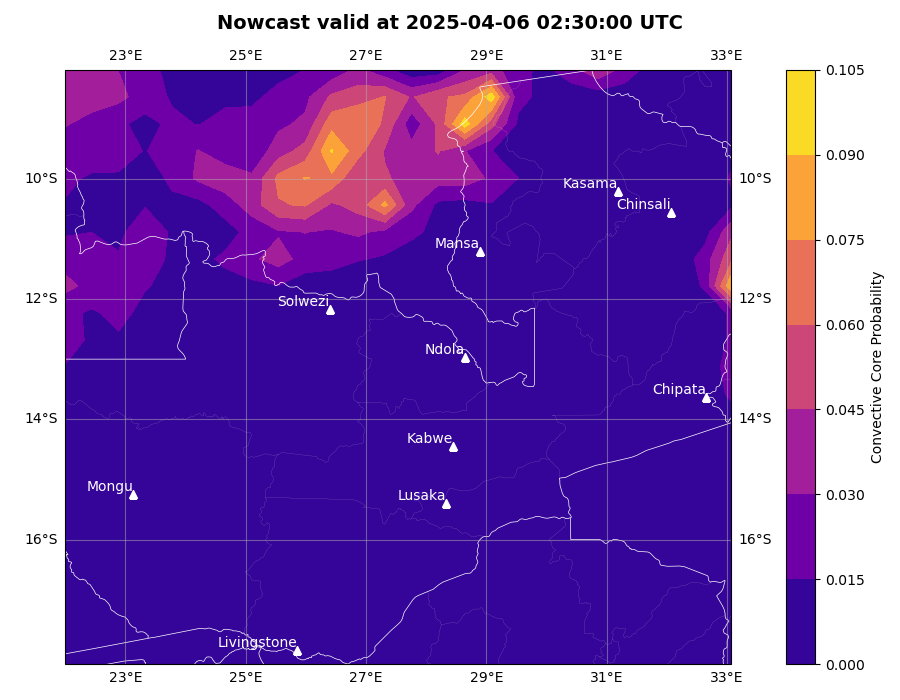 Nowcast valid at 2025-04-06 02:30:00 UTC
23°E 25°E 27°E 29°E 31°E 33°E
0.105
0.090
10°S 10°S
Kasama
Chinsali
0.075
Mansa
12°S 12°S
Solwezi
0.060
Ndola
Chipata
0.045
14°S 14°S
Kabwe
Mongu
Lusaka
0.030
16°S 16°S
0.015
Livingstone
0.000
23°E 25°E 27°E 29°E 31°E 33°E
Convective Core Probability